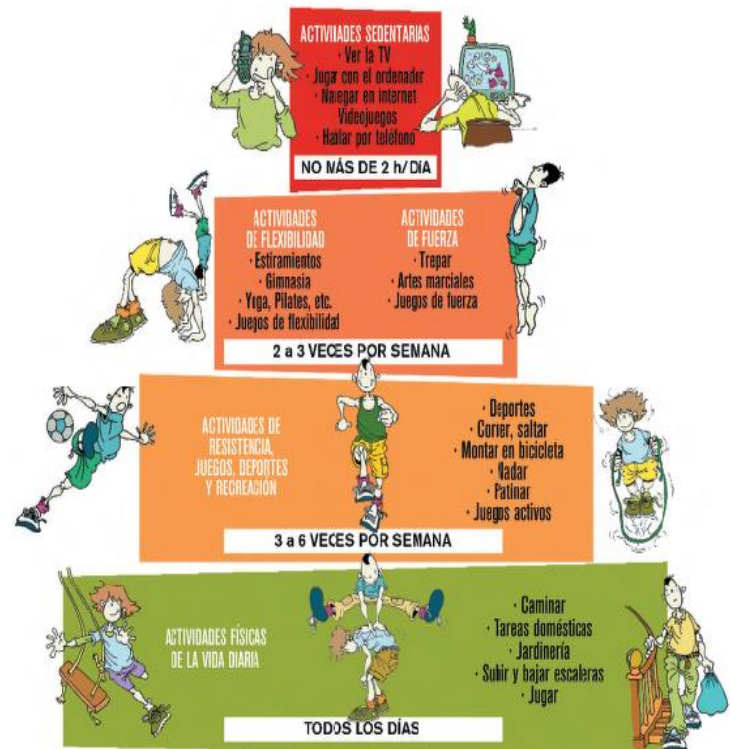 ACTIVIDADES SEDENTARIAS
· Ver la TV
· Jugar con el ordenador
· Navegar en internet
Videojuegos
· Hablar por teléfono
NO MÁS DE 2 h/DÍA
ACTIVIDADES
DE FLEXIBILIDAD
· Estiramientos
· Gimnasia
· Yoga, Pilates, etc.
· Juegos de flexibilidad
ACTIVIDADES
DE FUERZA
· Trepar
· Artes marciales
· Juegos de fuerza
2 a 3 VECES POR SEMANA
ACTIVIDADES DE
RESISTENCIA,
JUEGOS, DEPORTES
Y RECREACIÓN
· Deportes
· Correr, saltar
· Montar en bicicleta
· Nadar
· Patinar
· Juegos activos
3 a 6 VECES POR SEMANA
ACTIVIDADES FÍSICAS
DE LA VIDA DIARIA
· Caminar
· Tareas domésticas
· Jardinería
· Subir y bajar escaleras
· Jugar
TODOS LOS DÍAS